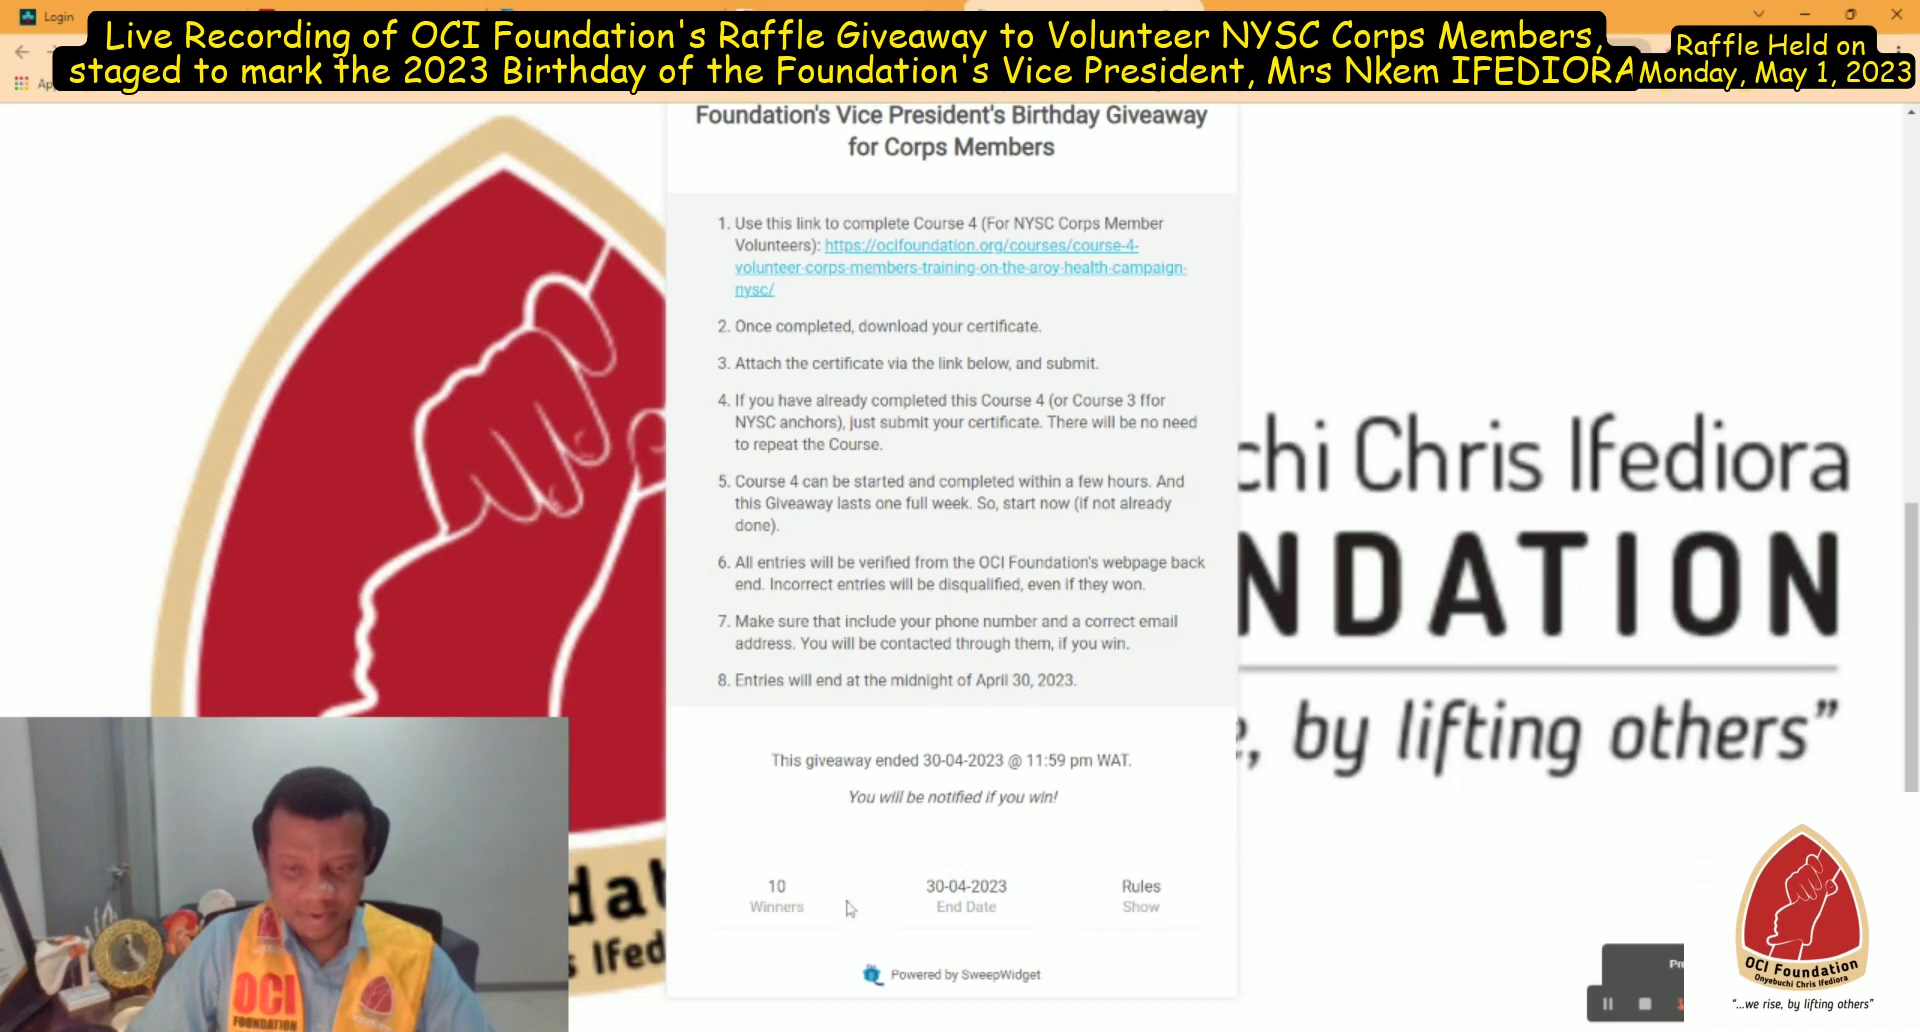 Login
Live Recording of OCI Foundation's Raffle Giveaway to Volunteer NYSC Corps Members,
staged to mark the 2023 Birthday of the Foundation's Vice President, Mrs Nkem IFEDIORA
Raffle Held on
Monday, May 1, 2023
Foundation's Vice President's Birthday Giveaway
for Corps Members
1. Use this link to complete Course 4 (For NYSC Corps Member
Volunteers): https://ocifoundation.org/courses/course-4-
volunteer-corps-members-training-on-the-aroy-health-campaign-
nysc/
2. Once completed, download your certificate.
3. Attach the certificate via the link below, and submit.
4. If you have already completed this Course 4 (or Course 3 ffor
NYSC anchors), just submit your certificate. There will be no need
to repeat the Course.
5. Course 4 can be started and completed within a few hours. And
this Giveaway lasts one full week. So, start now (if not already
done).
6. All entries will be verified from the OCI Foundation's webpage back
end. Incorrect entries will be disqualified, even if they won.
7. Make sure that include your phone number and a correct email
address. You will be contacted through them, if you win.
8. Entries will end at the midnight of April 30, 2023.
This giveaway ended 30-04-2023 @ 11:59 pm WAT.
You will be notified if you win!
10
Winners
30-04-2023
End Date
Rules
Show
Powered by SweepWidget
chi Chris Ifediora
NDATION
, by lifting others”
dat
s Ifed
OCI
FOUNDATION
OCI Foundation
Onyebuchi Chris Ifediora
"...we rise, by lifting others"